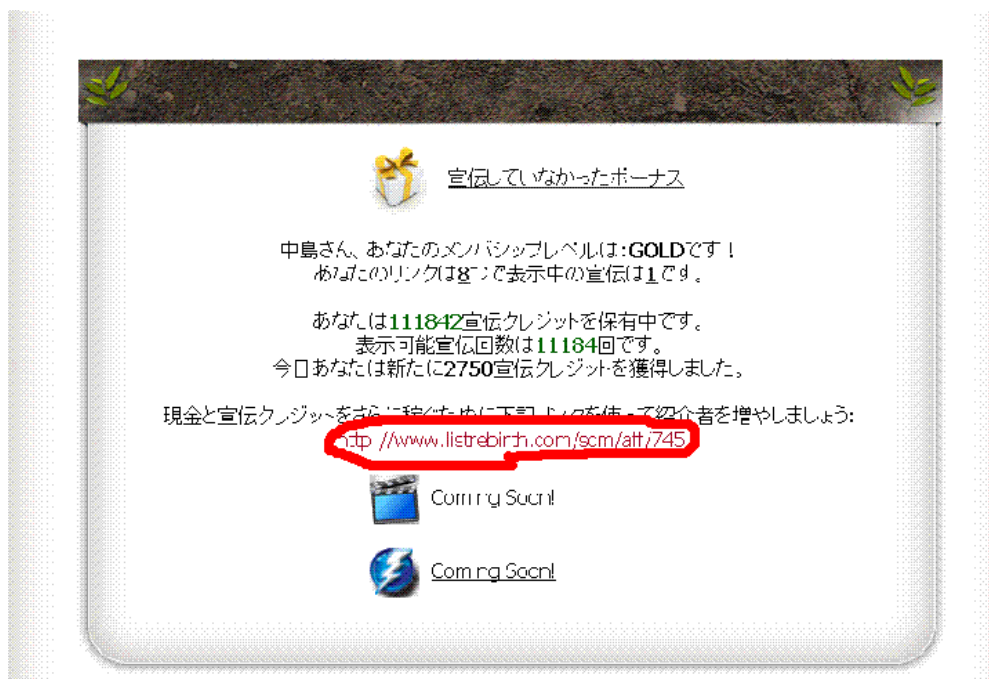 宣伝していなかったボーナス
中島さん、あなたのメンバシップレベルは:GOLDです！
あなたのリンクは8つで表示中の宣伝は1です。
あなたは111842宣伝クレジットを保有中です。
表示可能宣伝回数は11184回です。
今日あなたは新たに2750宣伝クレジットを獲得しました。
現金と宣伝クレジットをさらに稼ぐために下記リンクを使って紹介者を増やしましょう:
http://www.listrebirth.com/scm/aff/745
Coming Soon!
Coming Soon!